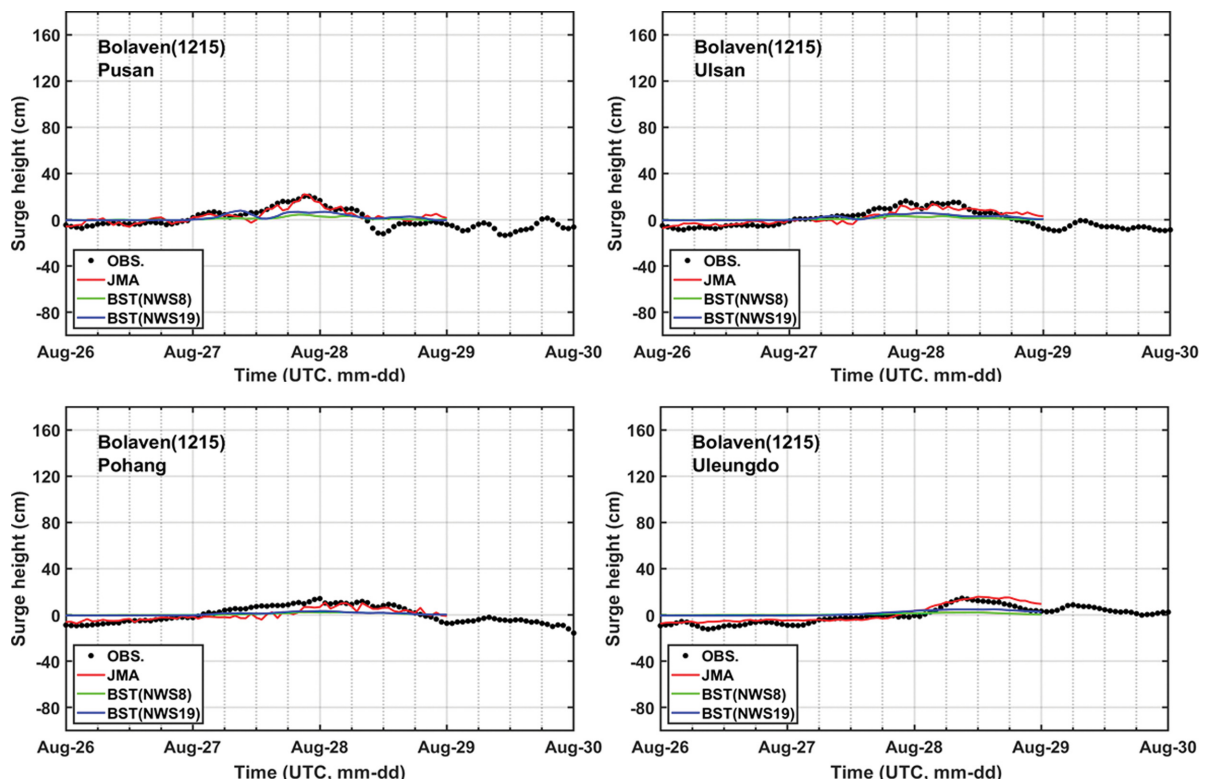 Bolaven(1215)
Pusan
Surge height (cm)
160
120
80
40
0
-40
-80
OBS.
JMA
BST(NWS8)
BST(NWS19)
Aug-26
Aug-27
Aug-28
Aug-29
Aug-30
Time (UTC, mm-dd)
Bolaven(1215)
Ulsan
Surge height (cm)
160
120
80
40
0
-40
-80
OBS.
JMA
BST(NWS8)
BST(NWS19)
Aug-26
Aug-27
Aug-28
Aug-29
Aug-30
Time (UTC, mm-dd)
Bolaven(1215)
Pohang
Surge height (cm)
160
120
80
40
0
-40
-80
OBS.
JMA
BST(NWS8)
BST(NWS19)
Aug-26
Aug-27
Aug-28
Aug-29
Aug-30
Time (UTC, mm-dd)
Bolaven(1215)
Uleungdo
Surge height (cm)
160
120
80
40
0
-40
-80
OBS.
JMA
BST(NWS8)
BST(NWS19)
Aug-26
Aug-27
Aug-28
Aug-29
Aug-30
Time (UTC, mm-dd)